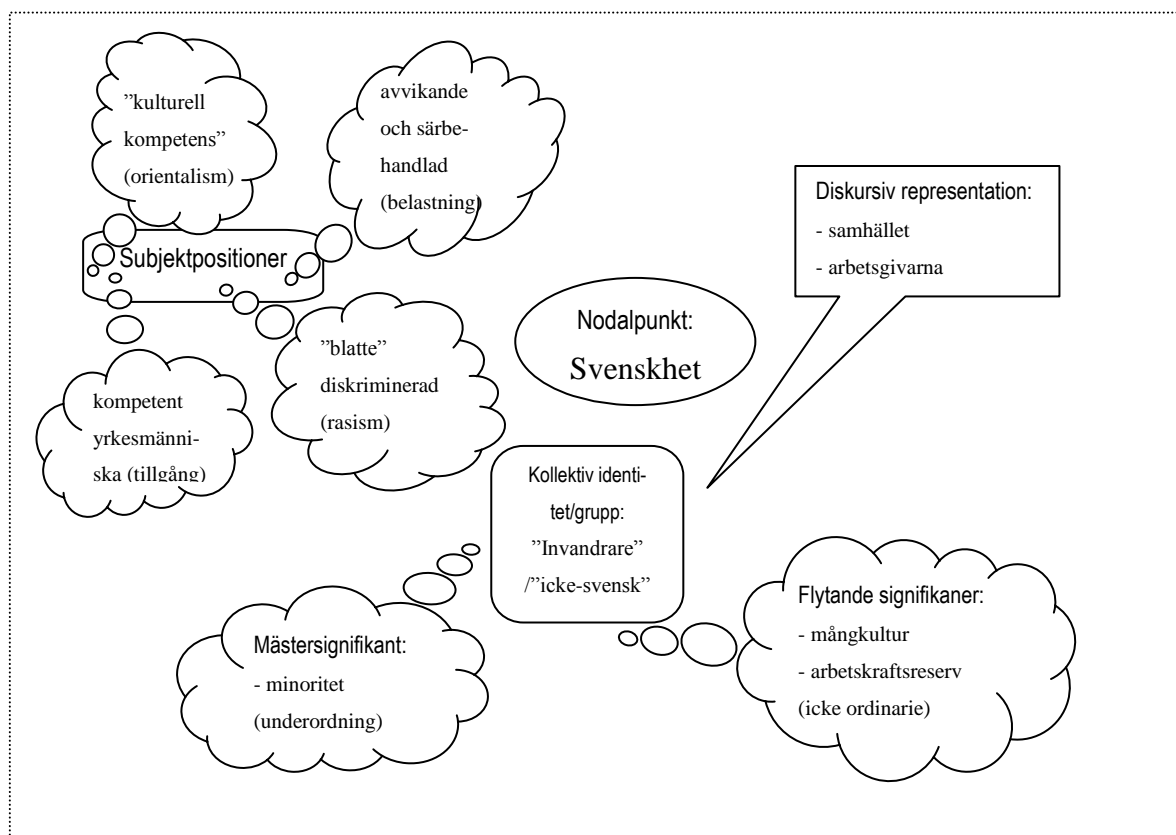 ”kulturell
kompetens”
(orientalism)
avvikande
och särbe-
handlad
(belastning)
Subjektpositioner
kompetent
yrkesmänni-
ska (tillgång)
”blatte”
diskriminerad
(rasism)
Nodalpunkt:
Svenskhet
Diskursiv representation:
- samhället
- arbetsgivarna
Kollektiv identi-
tet/grupp:
”Invandrare”
/”icke-svensk”
Mästersignifikant:
- minoritet
(underordning)
Flytande signifikaner:
- mångkultur
- arbetskraftsreserv
(icke ordinarie)